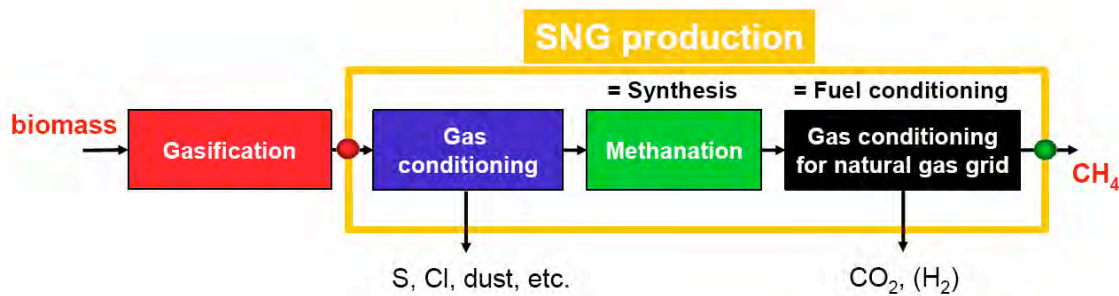 SNG production
= Synthesis
= Fuel conditioning
biomass
Gasification
Gas
conditioning
Methanation
Gas conditioning
for natural gas grid
CH₄
S, Cl, dust, etc.
CO₂, (H₂)